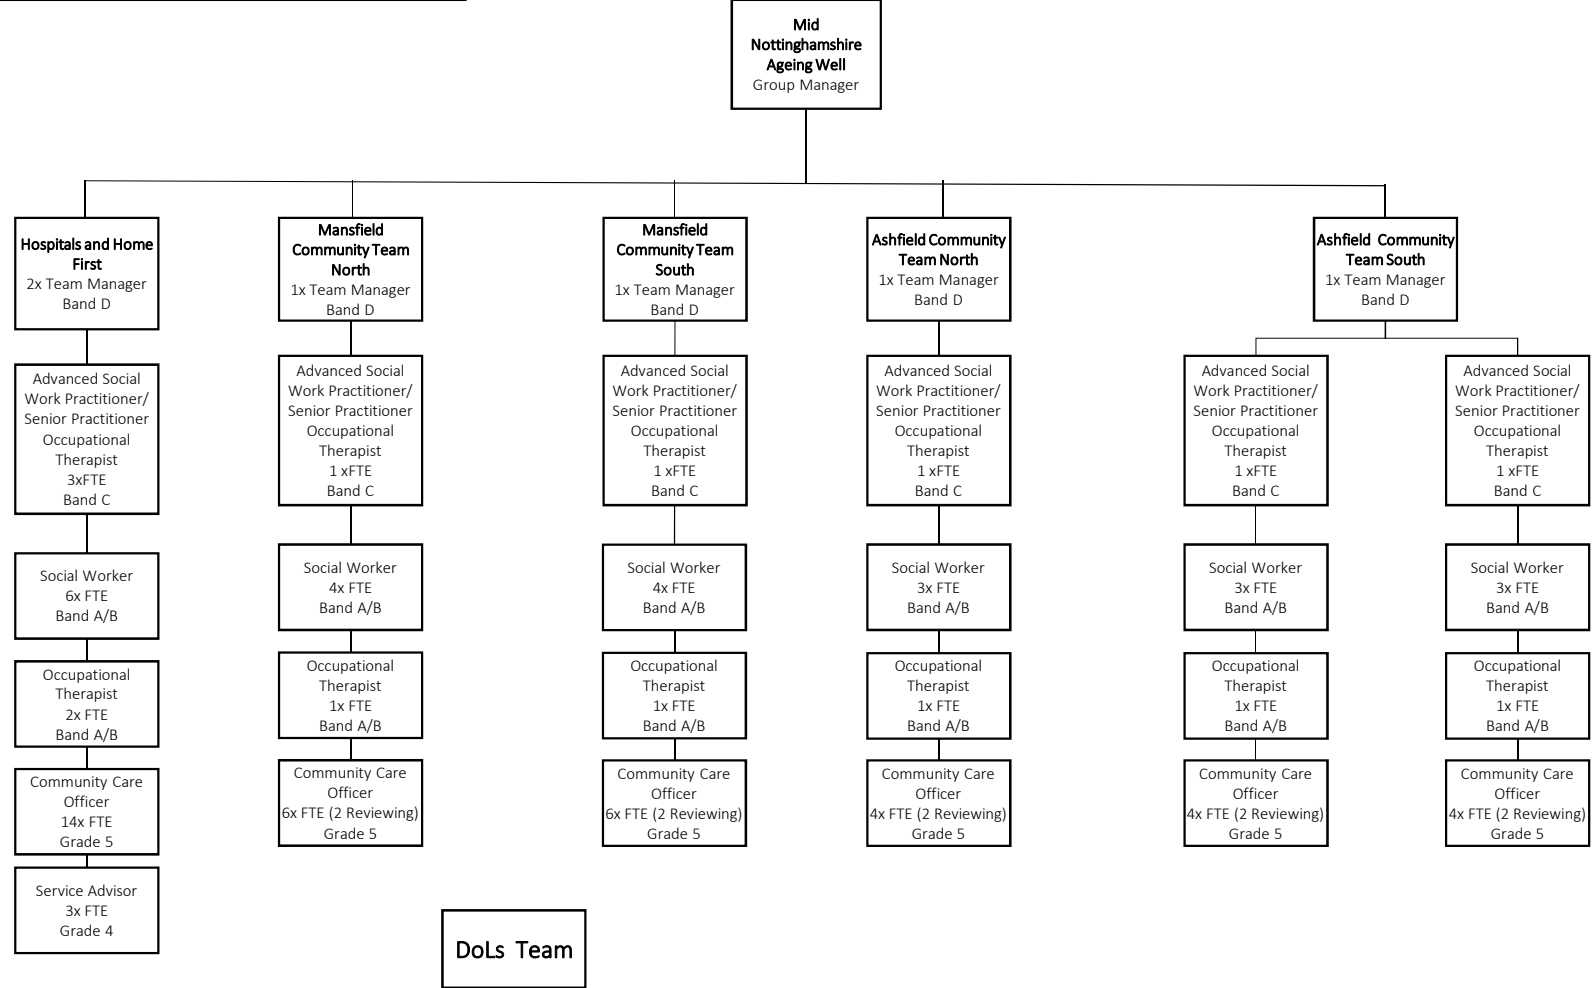 Mid
Nottinghamshire
Ageing Well
Group Manager
Hospitals and Home
First
2x Team Manager
Band D
Advanced Social
Work Practitioner/
Senior Practitioner
Occupational
Therapist
3xFTE
Band C
Social Worker
6x FTE
Band A/B
Occupational
Therapist
2x FTE
Band A/B
Community Care
Officer
14x FTE
Grade 5
Service Advisor
3x FTE
Grade 4
Mansfield
Community Team
North
1x Team Manager
Band D
Advanced Social
Work Practitioner/
Senior Practitioner
Occupational
Therapist
1 xFTE
Band C
Social Worker
4x FTE
Band A/B
Occupational
Therapist
1x FTE
Band A/B
Community Care
Officer
6x FTE (2 Reviewing)
Grade 5
Mansfield
Community Team
South
1x Team Manager
Band D
Advanced Social
Work Practitioner/
Senior Practitioner
Occupational
Therapist
1 xFTE
Band C
Social Worker
4x FTE
Band A/B
Occupational
Therapist
1x FTE
Band A/B
Community Care
Officer
6x FTE (2 Reviewing)
Grade 5
Ashfield Community
Team North
1x Team Manager
Band D
Advanced Social
Work Practitioner/
Senior Practitioner
Occupational
Therapist
1 xFTE
Band C
Social Worker
3x FTE
Band A/B
Occupational
Therapist
1x FTE
Band A/B
Community Care
Officer
4x FTE (2 Reviewing)
Grade 5
Ashfield Community
Team South
1x Team Manager
Band D
Advanced Social
Work Practitioner/
Senior Practitioner
Occupational
Therapist
1 xFTE
Band C
Social Worker
3x FTE
Band A/B
Occupational
Therapist
1x FTE
Band A/B
Community Care
Officer
4x FTE (2 Reviewing)
Grade 5
Advanced Social
Work Practitioner/
Senior Practitioner
Occupational
Therapist
1 xFTE
Band C
Social Worker
3x FTE
Band A/B
Occupational
Therapist
1x FTE
Band A/B
Community Care
Officer
4x FTE (2 Reviewing)
Grade 5
DoLs Team